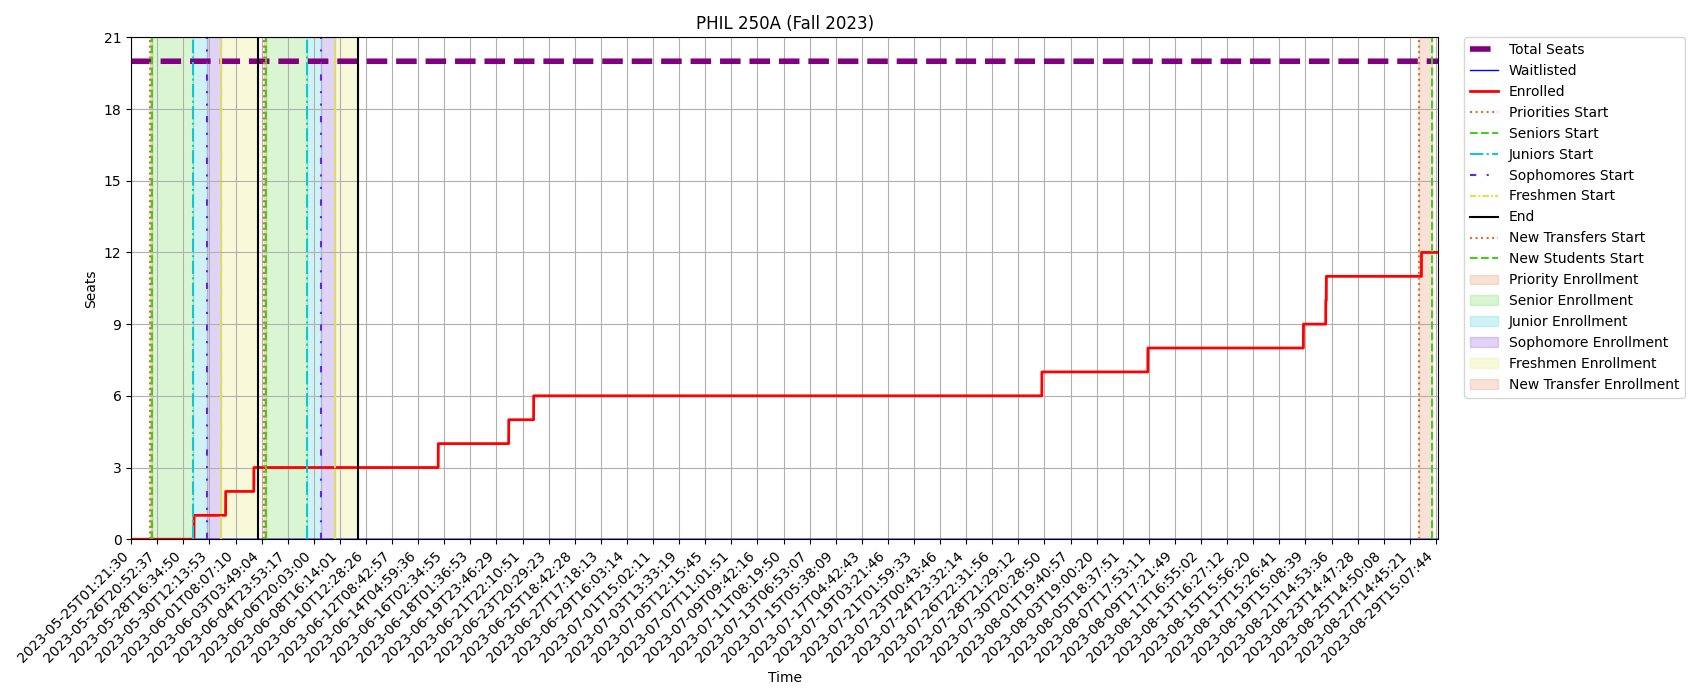 PHIL 250A (Fall 2023)
21
18
15
12
9
6
3
0
Seats
2023-05-25T01:21:30
2023-05-26T20:52:37
2023-05-28T16:34:50
2023-05-30T12:13:53
2023-06-01T08:07:10
2023-06-03T03:49:04
2023-06-04T23:53:17
2023-06-06T20:03:00
2023-06-08T16:14:01
2023-06-10T12:28:26
2023-06-12T08:42:57
2023-06-14T04:59:36
2023-06-16T02:34:55
2023-06-18T01:36:53
2023-06-19T23:46:29
2023-06-21T22:10:51
2023-06-23T20:29:23
2023-06-25T18:42:28
2023-06-27T17:18:13
2023-06-29T16:03:14
2023-07-01T15:02:11
2023-07-03T13:33:19
2023-07-05T12:15:45
2023-07-07T11:01:51
2023-07-09T09:42:16
2023-07-11T08:19:50
2023-07-13T06:53:07
2023-07-15T05:38:09
2023-07-17T04:42:43
2023-07-19T03:21:46
2023-07-21T01:59:33
2023-07-23T00:43:46
2023-07-24T23:32:14
2023-07-26T22:31:56
2023-07-28T21:29:12
2023-07-30T20:28:50
2023-08-01T19:40:57
2023-08-03T19:00:20
2023-08-05T18:37:51
2023-08-07T17:53:11
2023-08-09T17:21:49
2023-08-11T16:55:02
2023-08-13T16:27:12
2023-08-15T15:56:20
2023-08-17T15:26:41
2023-08-19T15:08:39
2023-08-21T14:53:36
2023-08-23T14:47:28
2023-08-25T14:50:08
2023-08-27T14:45:21
2023-08-29T15:07:44
Time
Total Seats
Waitlisted
Enrolled
Priorities Start
Seniors Start
Juniors Start
Sophomores Start
Freshmen Start
End
New Transfers Start
New Students Start
Priority Enrollment
Senior Enrollment
Junior Enrollment
Sophomore Enrollment
Freshmen Enrollment
New Transfer Enrollment